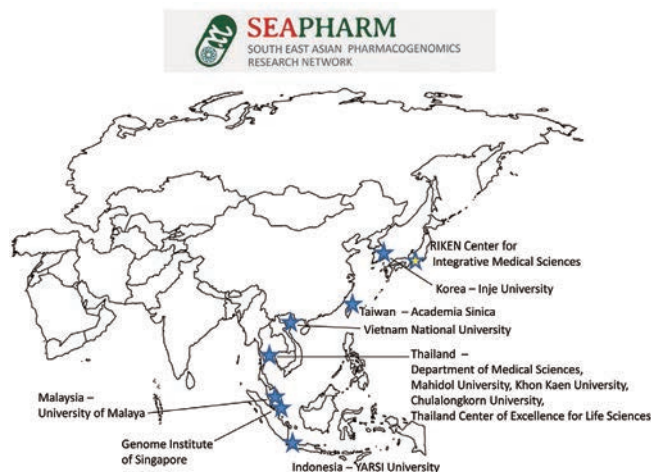 SEAPHARM
SOUTH EAST ASIAN PHARMACOGENOMICS
RESEARCH NETWORK
RIKEN Center for
Integrative Medical Sciences
Korea – Inje University
Taiwan – Academia Sinica
Vietnam National University
Thailand –
Department of Medical Sciences,
Mahidol University, Khon Kaen University,
Chulalongkorn University,
Thailand Center of Excellence for Life Sciences
Malaysia –
University of Malaya
Genome Institute
of Singapore
Indonesia – YARSI University